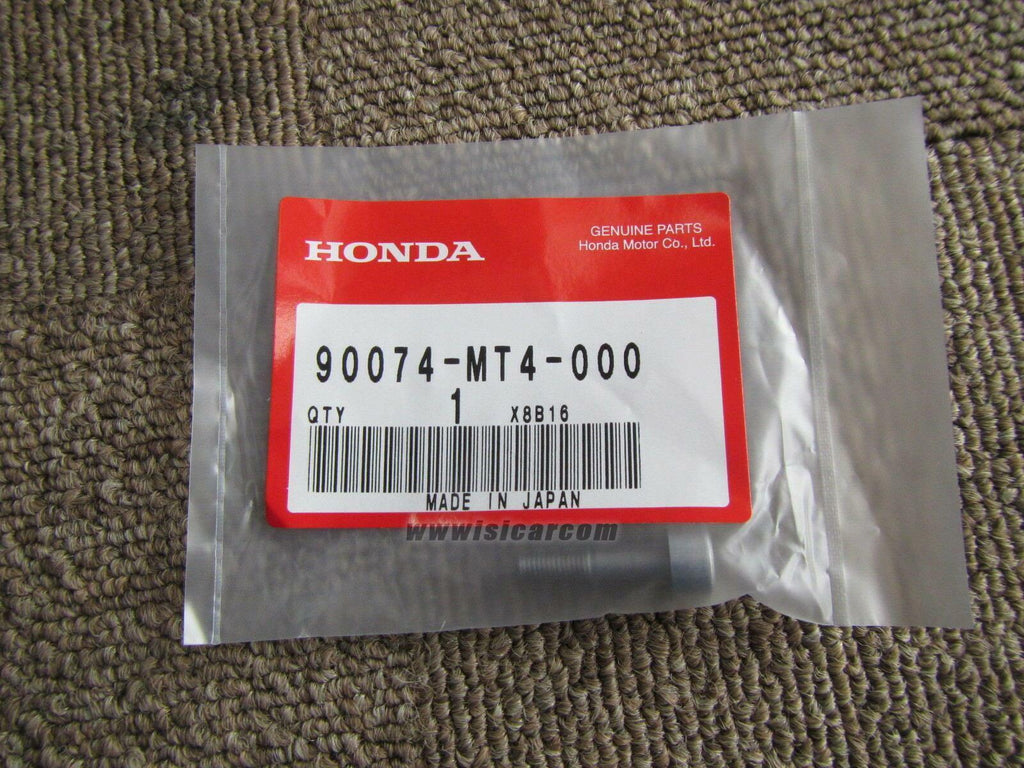 HONDA
GENUINE PARTS
Honda Motor Co., Ltd.
90074-MT4-000
QTY 1 X8B16
MADE IN JAPAN
wwwisicarcom